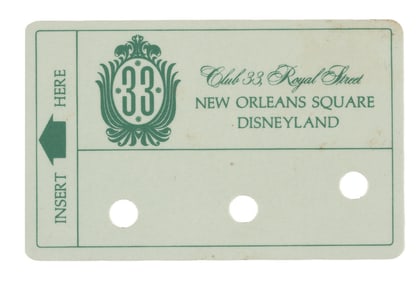 INSERT HERE
33
Club 33, Royal Street
NEW ORLEANS SQUARE
DISNEYLAND